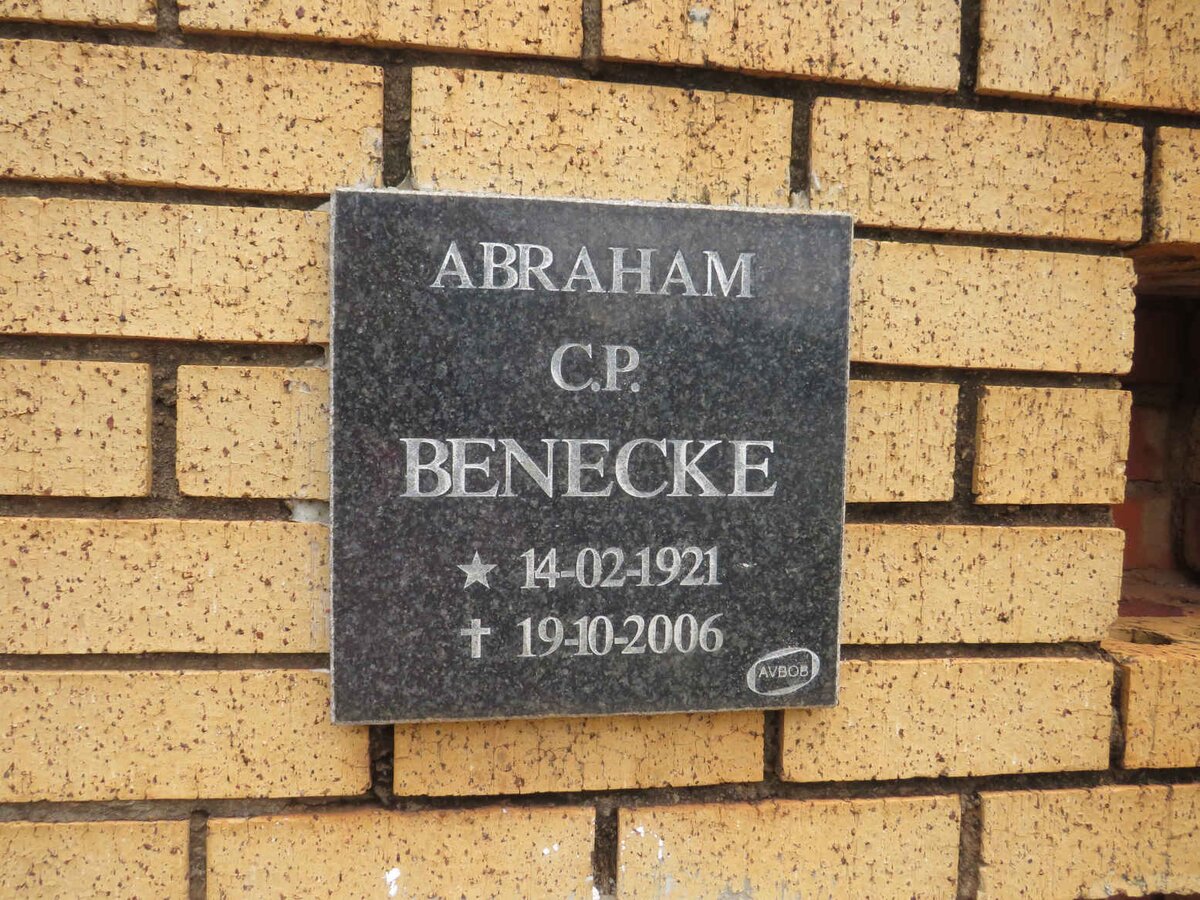 ABRAHAM
C.P.
BENECKE
★ 14-02-1921
✝ 19-10-2006
AVBOB